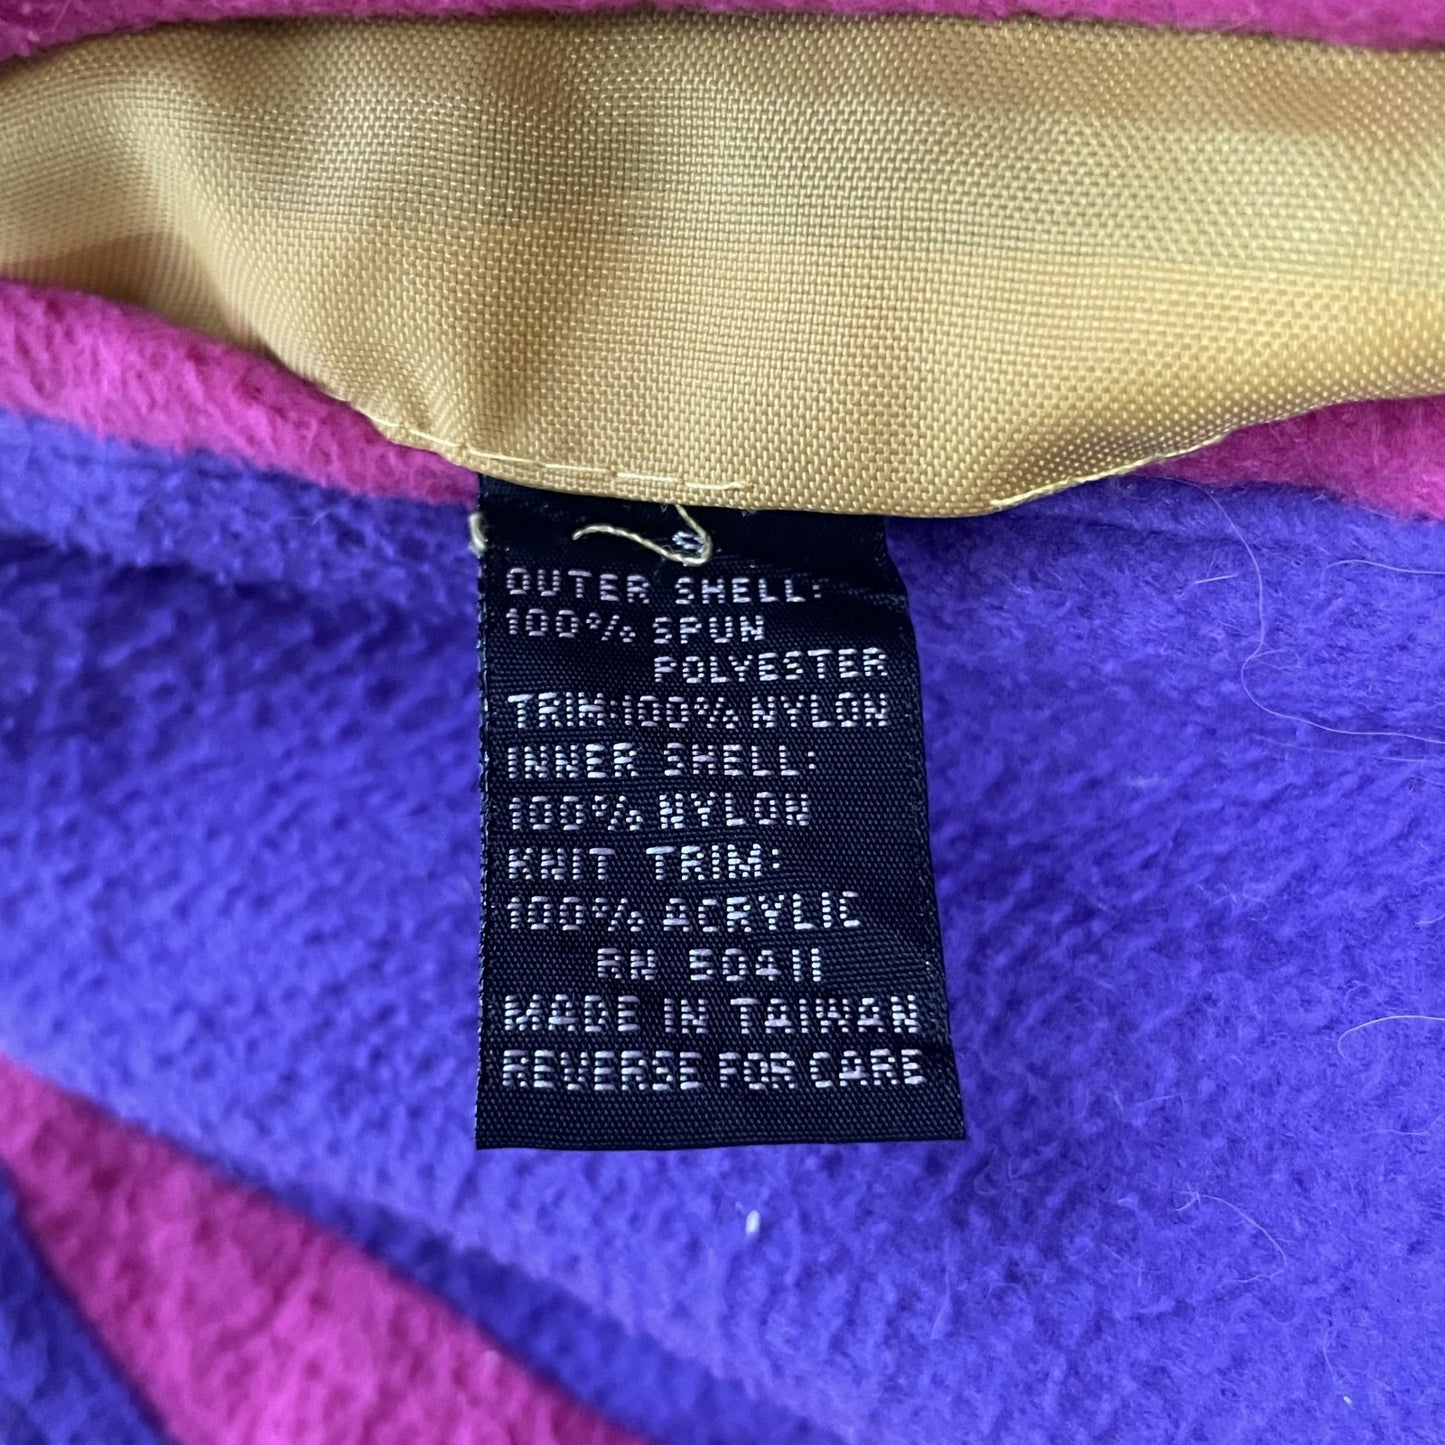 OUTER SHELL:
100% SPUN
POLYESTER
TRIM:100% NYLON
INNER SHELL:
100% NYLON
KNIT TRIM:
100% ACRYLIC
RN 50411
MADE IN TAIWAN
REVERSE FOR CARE